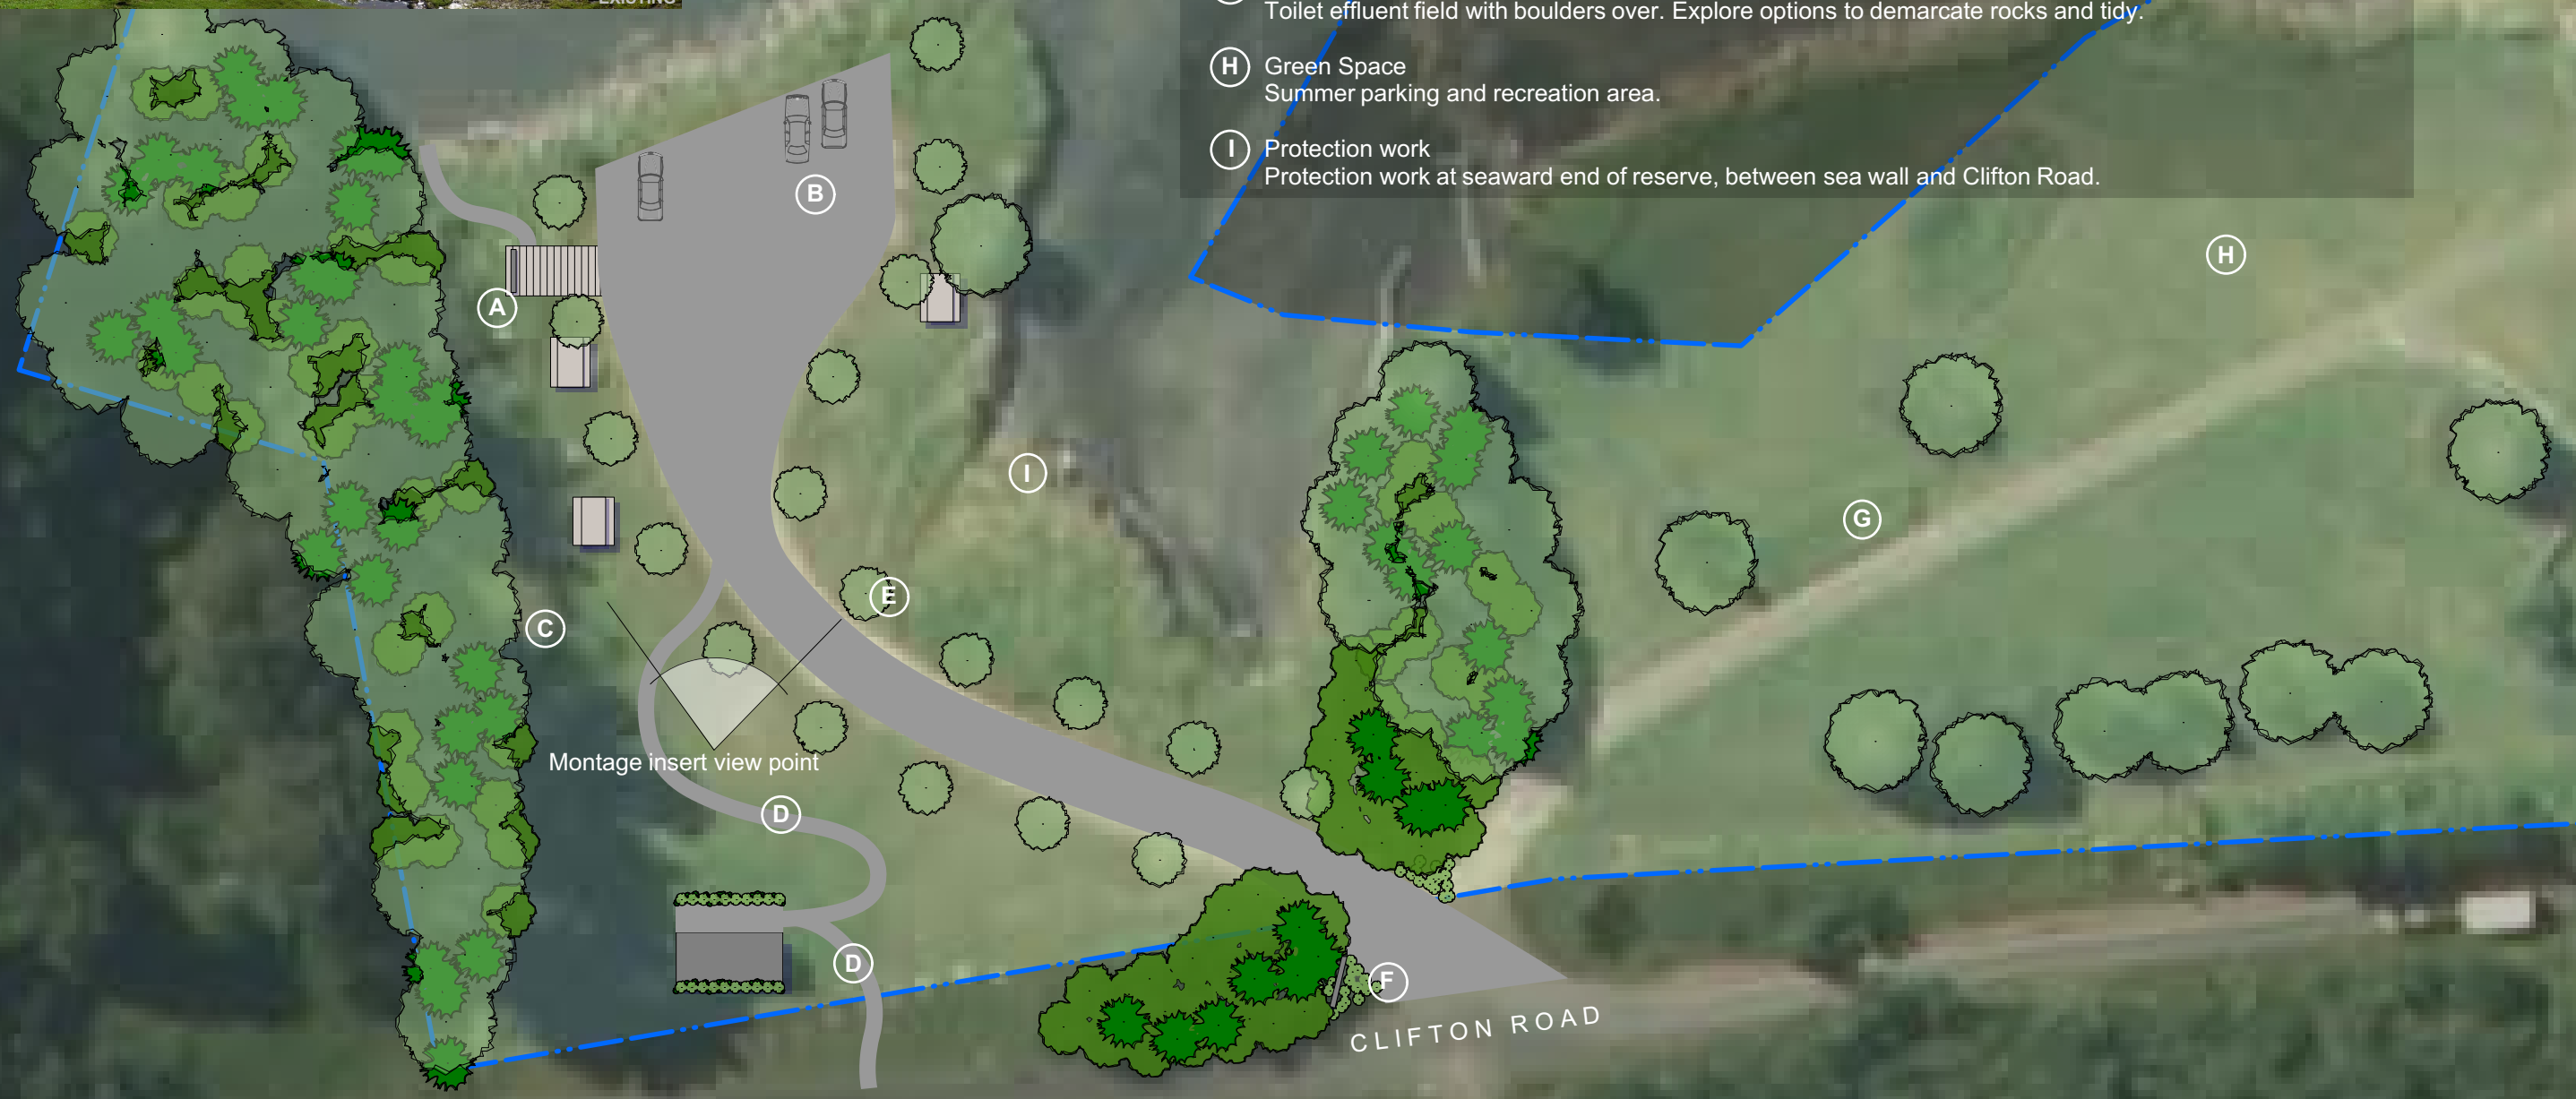 EXISTING
Toilet effluent field with boulders over. Explore options to demarcate rocks and tidy.
H Green Space
Summer parking and recreation area.
I Protection work
Protection work at seaward end of reserve, between sea wall and Clifton Road.
B
H
A
I
G
E
C
Montage insert view point
D
D
F
CLIFTON ROAD